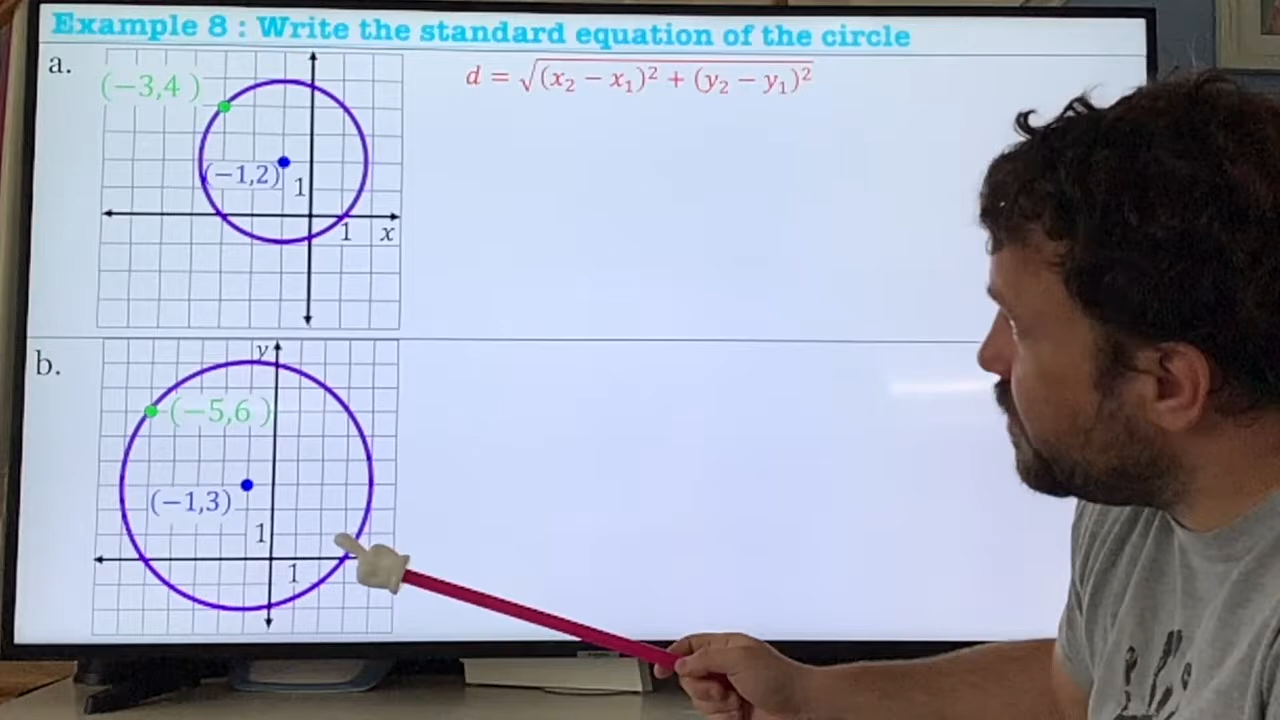 Example 8 : Write the standard equation of the circle
a.
(−3,4 )
d = √(x₂ − x₁)² + (y₂ − y₁)²
(−1,2)
1
1 x
b.
y
(−5,6 )
(−1,3)
1
1